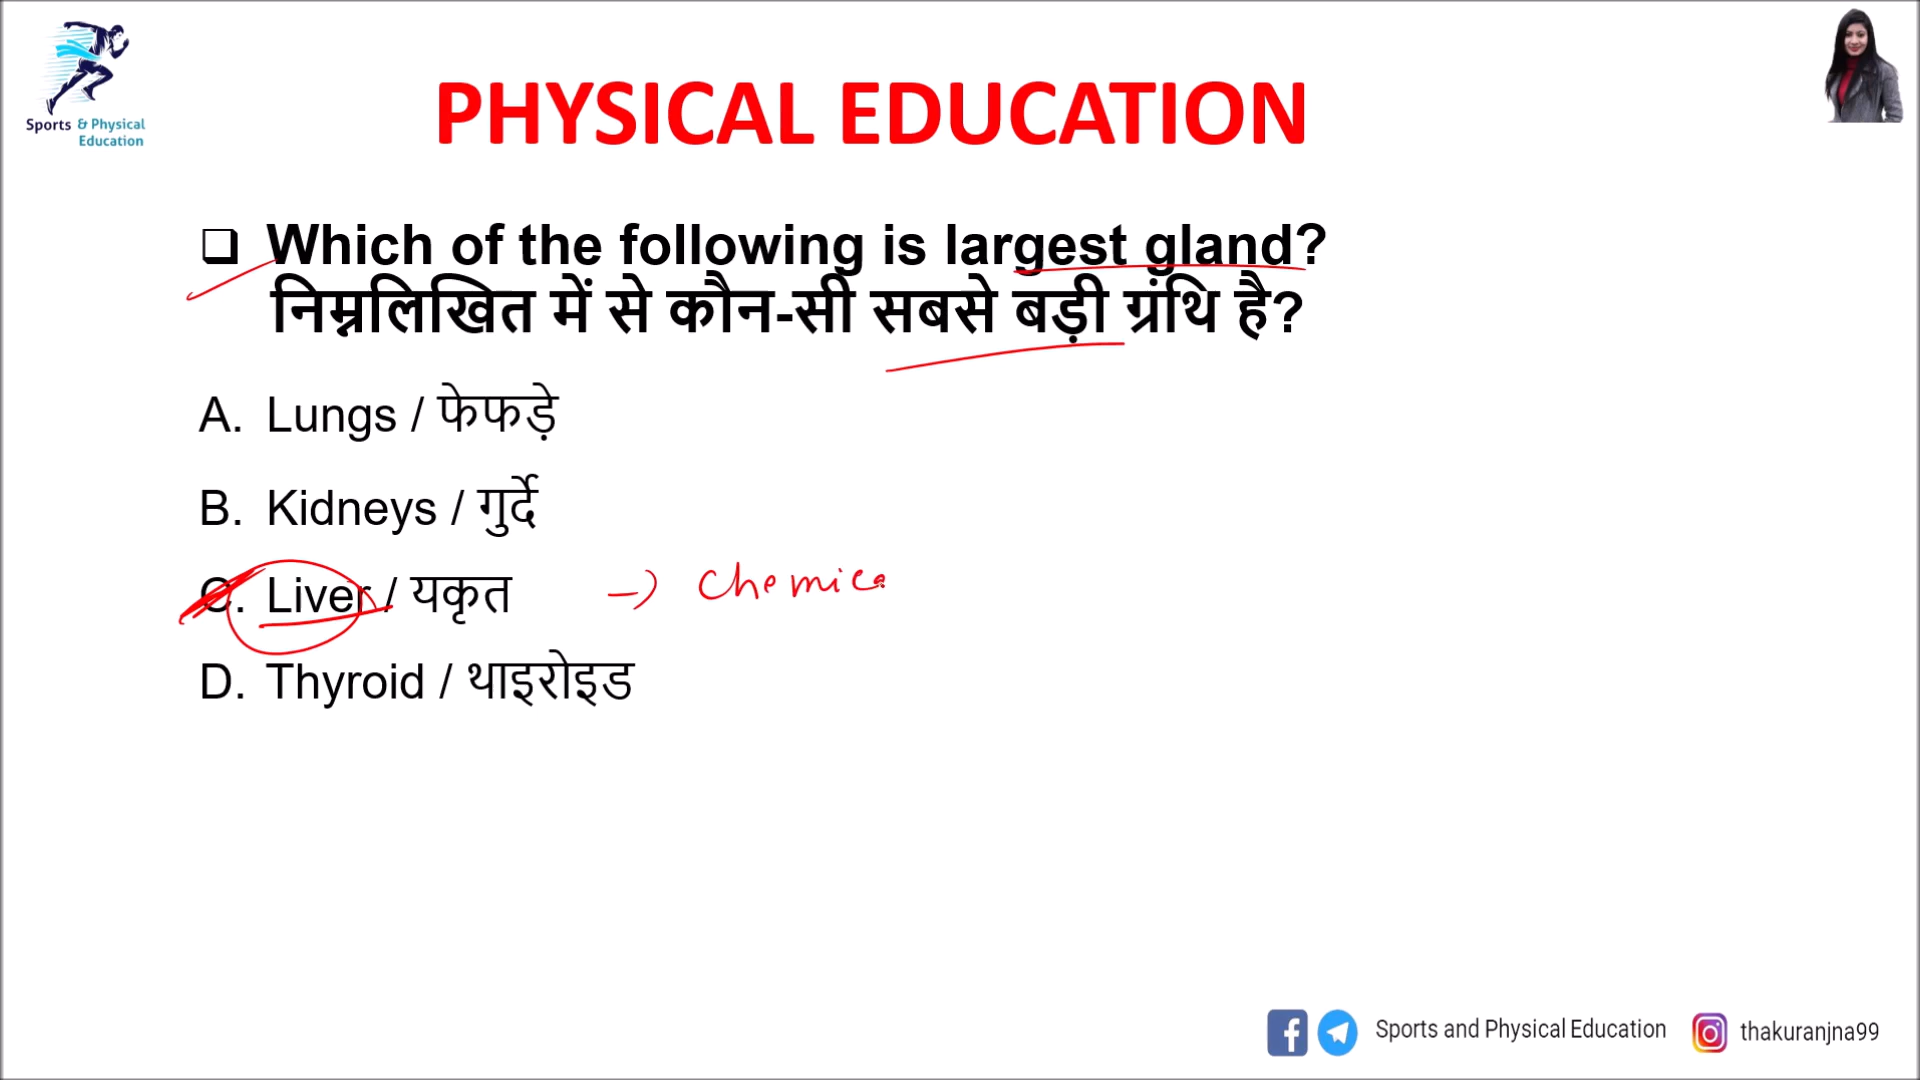 Sports & Physical
Education
PHYSICAL EDUCATION
Which of the following is largest gland?
निम्नलिखित में से कौन-सी सबसे बड़ी ग्रंथि है?
A. Lungs / फेफड़े
B. Kidneys / गुर्दे
C. Liver / यकृत → Chemica
D. Thyroid / थाइरोइड
Sports and Physical Education thakuranjna99